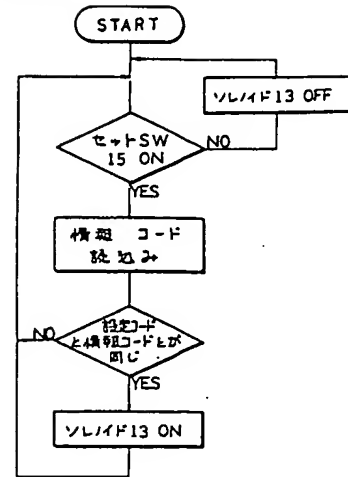 START
ソレノイド13 OFF
セットSW
15 ON
NO
YES
情報 コード
読込み
設定コード
と情報コードとが
同じ
NO
YES
ソレノイド13 ON